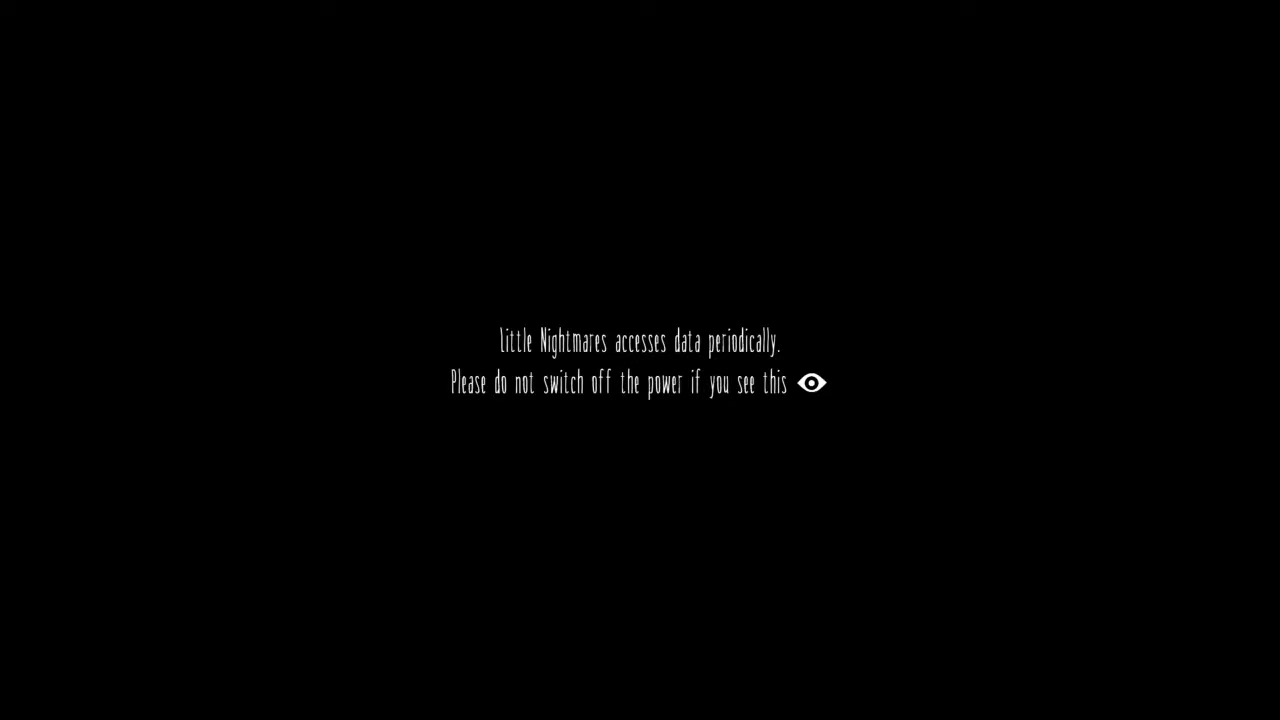 Little Nightmares accesses data periodically.
Please do not switch off the power if you see this